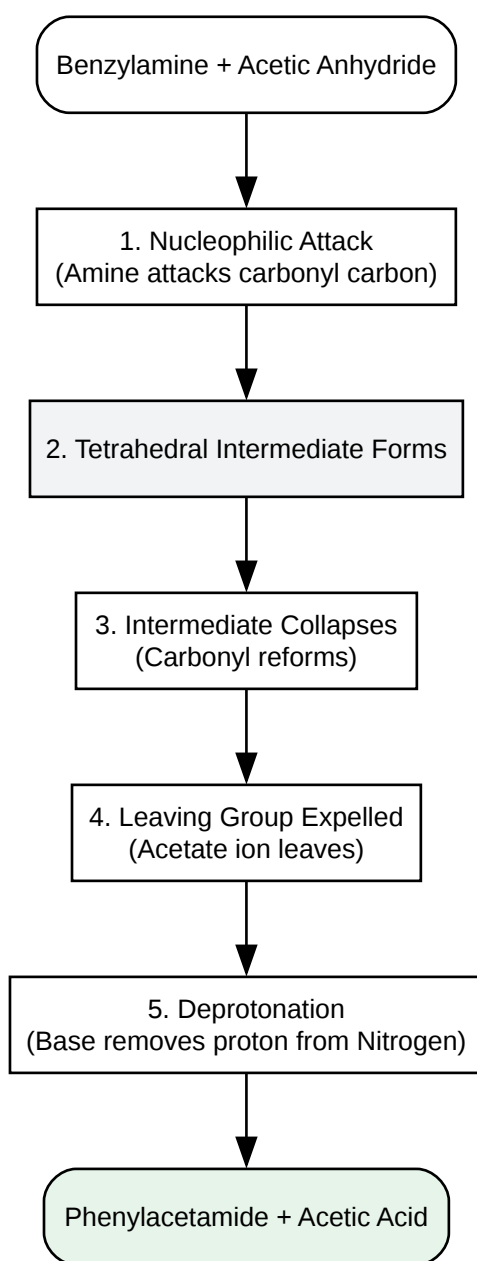 Benzylamine + Acetic Anhydride
1. Nucleophilic Attack
(Amine attacks carbonyl carbon)
2. Tetrahedral Intermediate Forms
3. Intermediate Collapses
(Carbonyl reforms)
4. Leaving Group Expelled
(Acetate ion leaves)
5. Deprotonation
(Base removes proton from Nitrogen)
Phenylacetamide + Acetic Acid